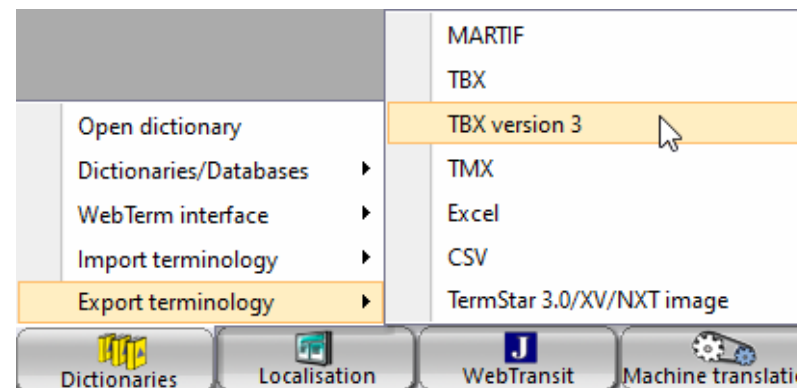 MARTIF
TBX
TBX version 3
TMX
Excel
CSV
TermStar 3.0/XV/NXT image
Open dictionary
Dictionaries/Databases
WebTerm interface
Import terminology
Export terminology
Dictionaries
Localisation
J
WebTransit
Machine translatio